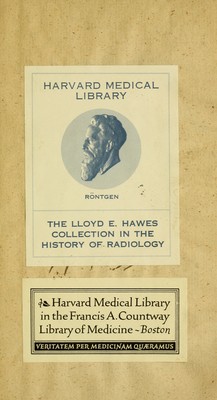 HARVARD MEDICAL
LIBRARY
RÖNTGEN
THE LLOYD E. HAWES
COLLECTION IN THE
HISTORY OF RADIOLOGY
Harvard Medical Library
in the Francis A. Countway
Library of Medicine ~ Boston
VERITATEM PER MEDICINAM QUÆRAMUS